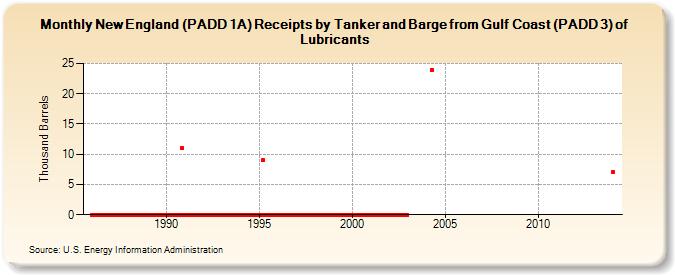 Monthly New England (PADD 1A) Receipts by Tanker and Barge from Gulf Coast (PADD 3) of
Lubricants
Thousand Barrels
25
20
15
10
5
0
1990 1995 2000 2005 2010
Source: U.S. Energy Information Administration